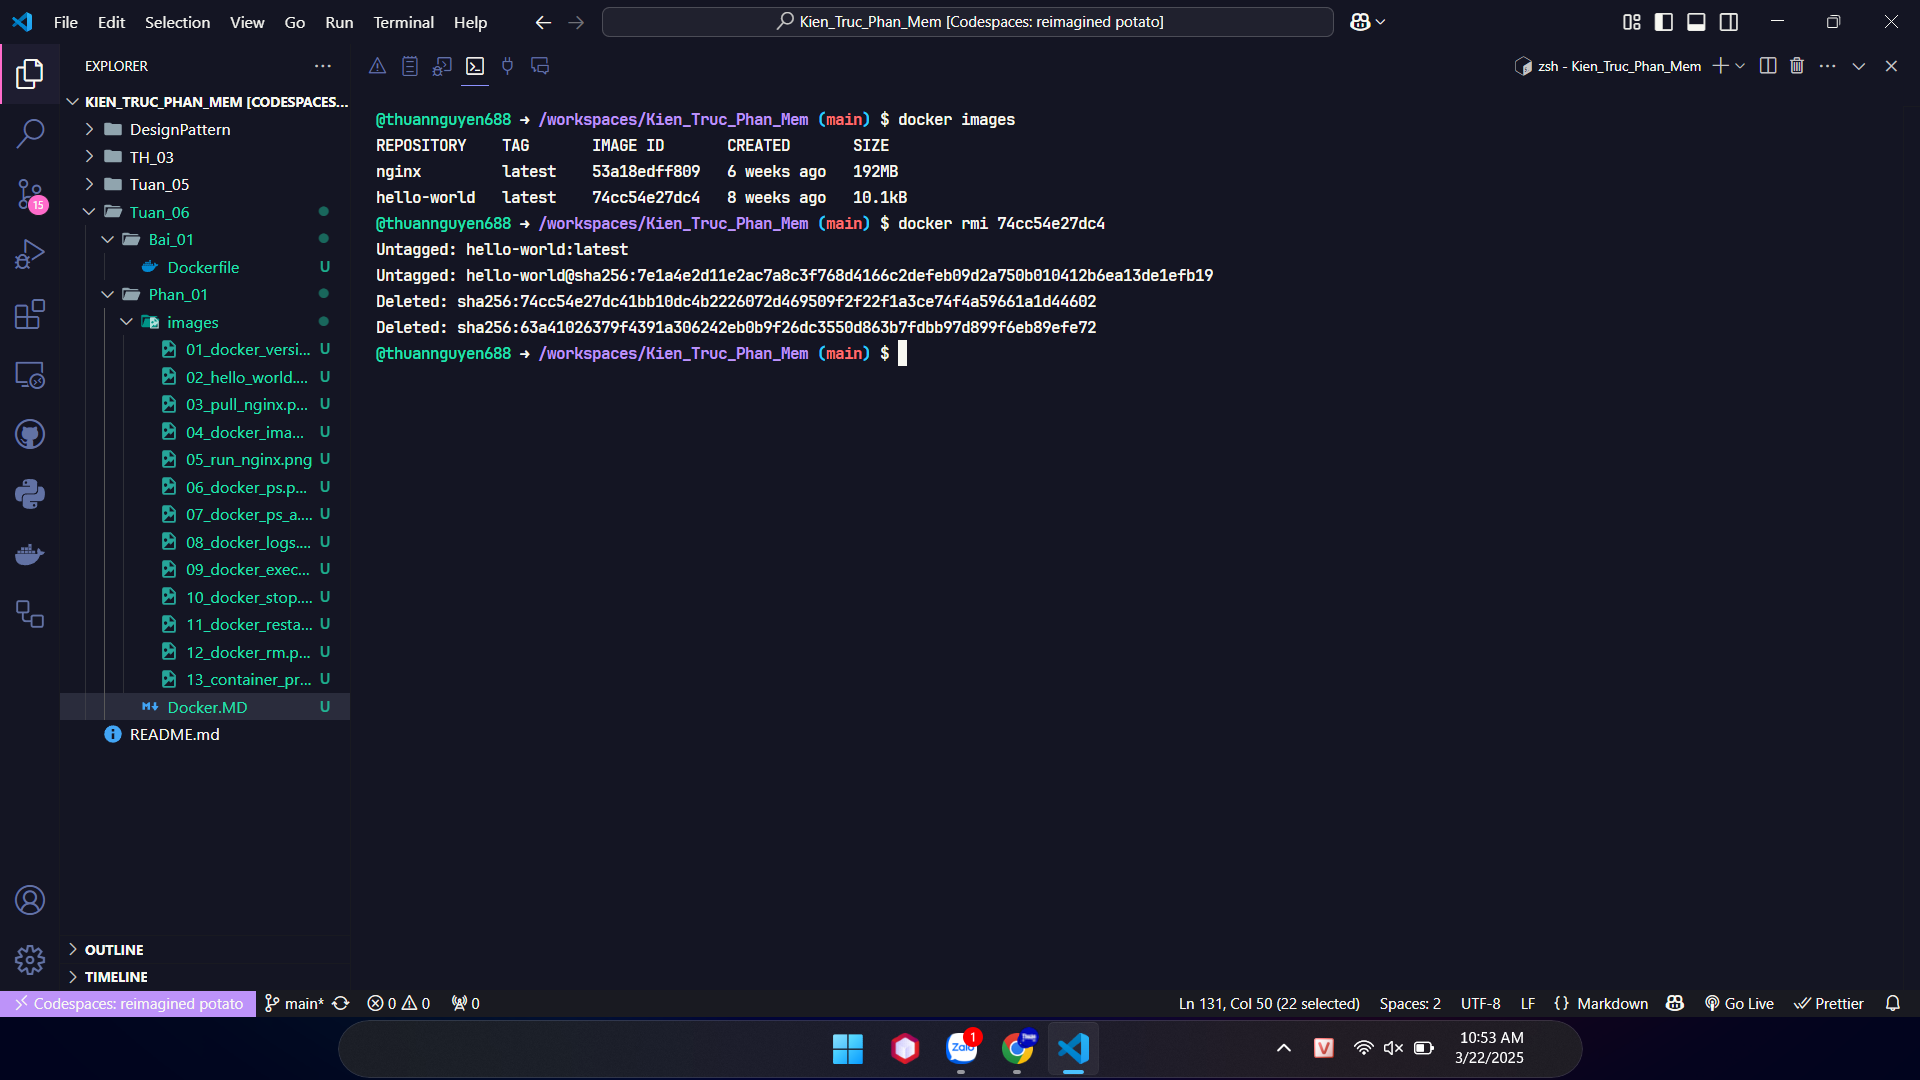 File Edit Selection View Go Run Terminal Help
Kien_Truc_Phan_Mem [Codespaces: reimagined potato]
EXPLORER
KIEN_TRUC_PHAN_MEM [CODESPACES...
DesignPattern
TH_03
Tuan_05
Tuan_06
Bai_01
Dockerfile U
Phan_01
images
01_docker_versi... U
02_hello_world.... U
03_pull_nginx.p... U
04_docker_ima... U
05_run_nginx.png U
06_docker_ps.p... U
07_docker_ps_a.... U
08_docker_logs.... U
09_docker_exec... U
10_docker_stop.... U
11_docker_resta... U
12_docker_rm.p... U
13_container_pr... U
Docker.MD U
README.md
OUTLINE
TIMELINE
15
zsh - Kien_Truc_Phan_Mem
@thuannguyen688 ➜ /workspaces/Kien_Truc_Phan_Mem (main) $ docker images
REPOSITORY TAG IMAGE ID CREATED SIZE
nginx latest 53a18edff809 6 weeks ago 192MB
hello-world latest 74cc54e27dc4 8 weeks ago 10.1kB
@thuannguyen688 ➜ /workspaces/Kien_Truc_Phan_Mem (main) $ docker rmi 74cc54e27dc4
Untagged: hello-world:latest
Untagged: hello-world@sha256:7e1a4e2d11e2ac7a8c3f768d4166c2defeb09d2a750b010412b6ea13de1efb19
Deleted: sha256:74cc54e27dc41bb10dc4b2226072d469509f2f22f1a3ce74f4a59661a1d44602
Deleted: sha256:63a41026379f4391a306242eb0b9f26dc3550d863b7fdbb97d899f6eb89efe72
@thuannguyen688 ➜ /workspaces/Kien_Truc_Phan_Mem (main) $
Codespaces: reimagined potato main* 0 0 0
Ln 131, Col 50 (22 selected) Spaces: 2 UTF-8 LF {} Markdown Go Live Prettier
Zalo 1
V
10:53 AM
3/22/2025